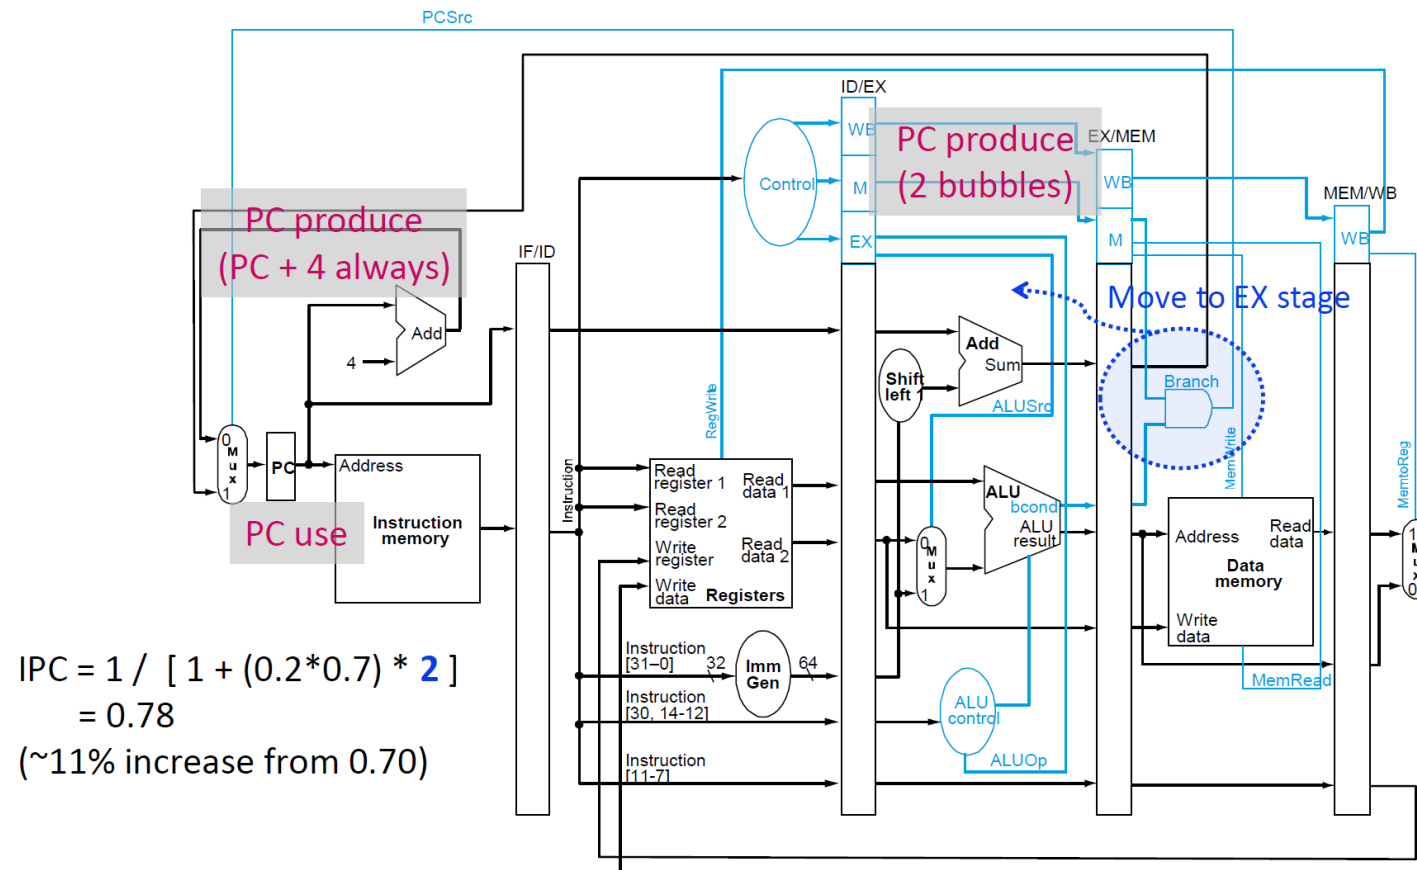 PCSrc
ID/EX
WB
PC produce
(2 bubbles)
EX/MEM
Control
M
WB
MEM/WB
PC produce
(PC + 4 always)
EX
M
WB
IF/ID
Move to EX stage
Add
4
Add
Sum
Shift
left 1
Branch
ALUSrc
RegWrite
MemWrite
MemtoReg
0
Mux
1
PC
Address
Instruction
memory
PC use
Instruction
Read
register 1
Read
data 1
Read
register 2
Write
register
Read
data 2
Write
data
Registers
ALU
bcond
ALU
result
0
Mux
1
Address
Read
data
Data
memory
Write
data
1
0
MemRead
Instruction
[31–0]
32
Imm
Gen
64
Instruction
[30, 14-12]
ALU
control
Instruction
[11-7]
ALUOp
IPC = 1 / [ 1 + (0.2*0.7) * 2 ]
= 0.78
(~11% increase from 0.70)